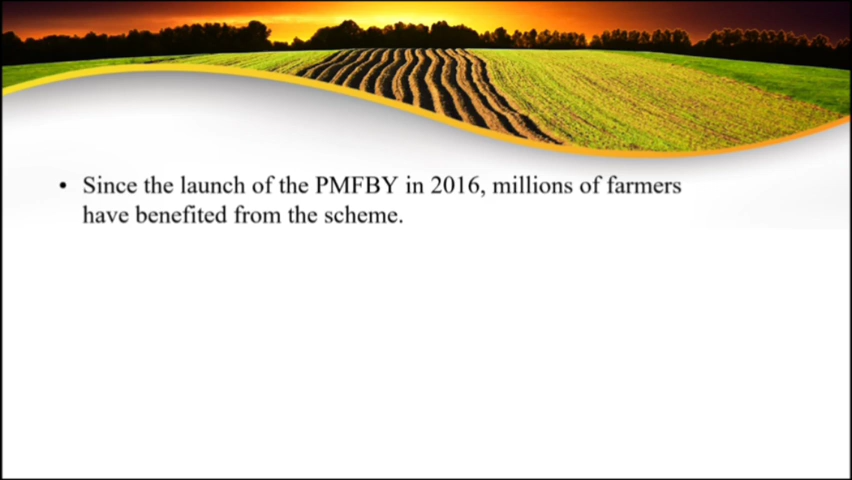 • Since the launch of the PMFBY in 2016, millions of farmers
have benefited from the scheme.